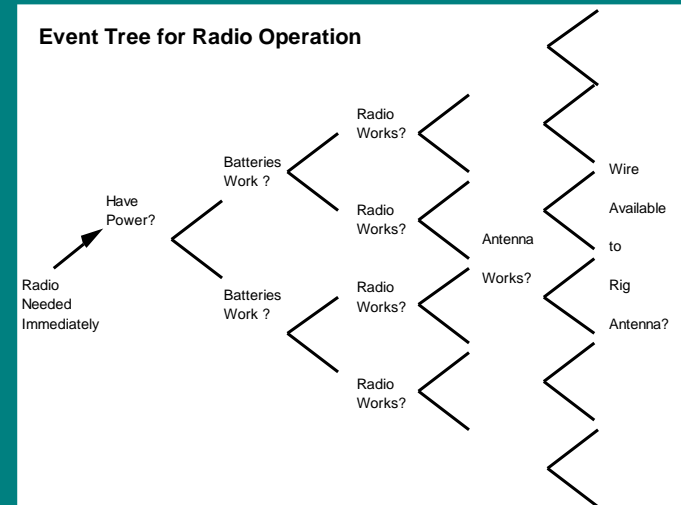 Event Tree for Radio Operation
Radio
Needed
Immediately
Have
Power?
Batteries
Work ?
Batteries
Work ?
Radio
Works?
Radio
Works?
Radio
Works?
Radio
Works?
Antenna
Works?
Wire
Available
to
Rig
Antenna?